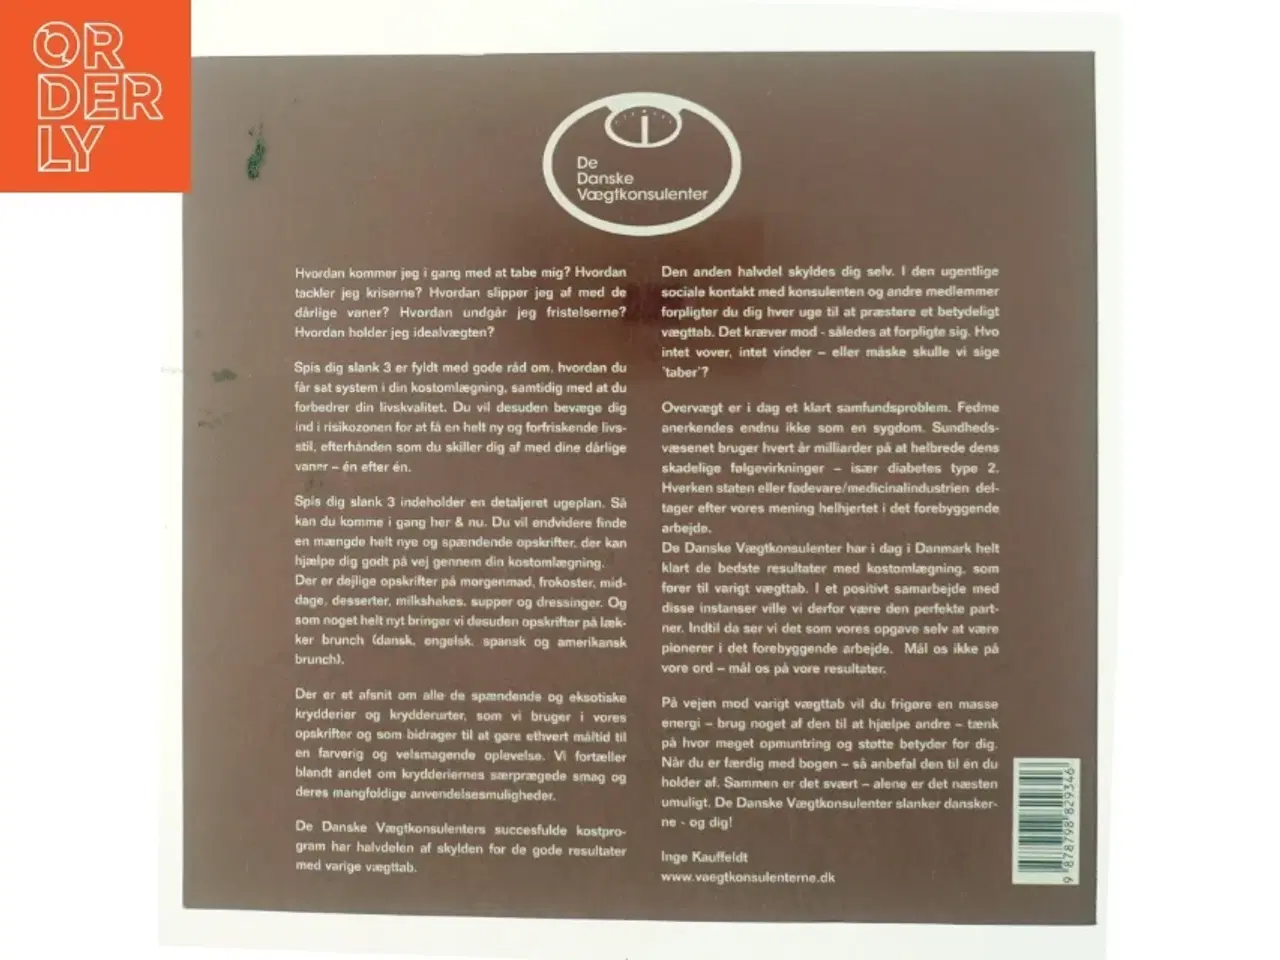 OR
DER
LY
De
Danske
Vægtkonsulenter
Hvordan kommer jeg i gang med at tabe mig? Hvordan
tackler jeg kriserne? Hvordan slipper jeg af med de
dårlige vaner? Hvordan undgår jeg fristelserne?
Hvordan holder jeg idealvægten?
Spis dig slank 3 er fyldt med gode råd om, hvordan du
får sat system i din kostomlægning, samtidig med at du
forbedrer din livskvalitet. Du vil desuden bevæge dig
ind i risikozonen for at få en helt ny og forfriskende livs-
stil, efterhånden som du skiller dig af med dine dårlige
vaner – én efter én.
Spis dig slank 3 indeholder en detaljeret ugeplan. Så
kan du komme i gang her & nu. Du vil endvidere finde
en mængde helt nye og spændende opskrifter, der kan
hjælpe dig godt på vej gennem din kostomlægning.
Der er dejlige opskrifter på morgenmad, frokoster, mid-
dage, desserter, milkshakes, supper og dressinger. Og
som noget helt nyt bringer vi desuden opskrifter på læk-
ker brunch (dansk, engelsk, spansk og amerikansk
brunch).
Der er et afsnit om alle de spændende og eksotiske
krydderier og krydderurter, som vi bruger i vores
opskrifter og som bidrager til at gøre ethvert måltid til
en farverig og velsmagende oplevelse. Vi fortæller
blandt andet om krydderiernes særprægede smag og
deres mangfoldige anvendelsesmuligheder.
De Danske Vægtkonsulenters succesfulde kostpro-
gram har halvdelen af skylden for de gode resultater
med varige vægttab.
Den anden halvdel skyldes dig selv. I den ugentlige
sociale kontakt med konsulenten og andre medlemmer
forpligter du dig hver uge til at præstere et betydeligt
vægttab. Det kræver mod - således at forpligte sig. Hvo
intet vover, intet vinder – eller måske skulle vi sige
'taber'?
Overvægt er i dag et klart samfundsproblem. Fedme
anerkendes endnu ikke som en sygdom. Sundheds-
væsenet bruger hvert år milliarder på at helbrede dens
skadelige følgevirkninger – især diabetes type 2.
Hverken staten eller fødevare/medicinalindustrien del-
tager efter vores mening helhjertet i det forebyggende
arbejde.
De Danske Vægtkonsulenter har i dag i Danmark helt
klart de bedste resultater med kostomlægning, som
fører til varigt vægttab. I et positivt samarbejde med
disse instanser ville vi derfor være den perfekte part-
ner. Indtil da ser vi det som vores opgave selv at være
pionerer i det forebyggende arbejde. Mål os ikke på
vore ord – mål os på vore resultater.
På vejen mod varigt vægttab vil du frigøre en masse
energi – brug noget af den til at hjælpe andre – tænk
på hvor meget opmuntring og støtte betyder for dig.
Når du er færdig med bogen – så anbefal den til én du
holder af. Sammen er det svært – alene er det næsten
umuligt. De Danske Vægtkonsulenter slanker dansker-
ne - og dig!
Inge Kauffeldt
www.vaegtkonsulenterne.dk
9 788798 829346